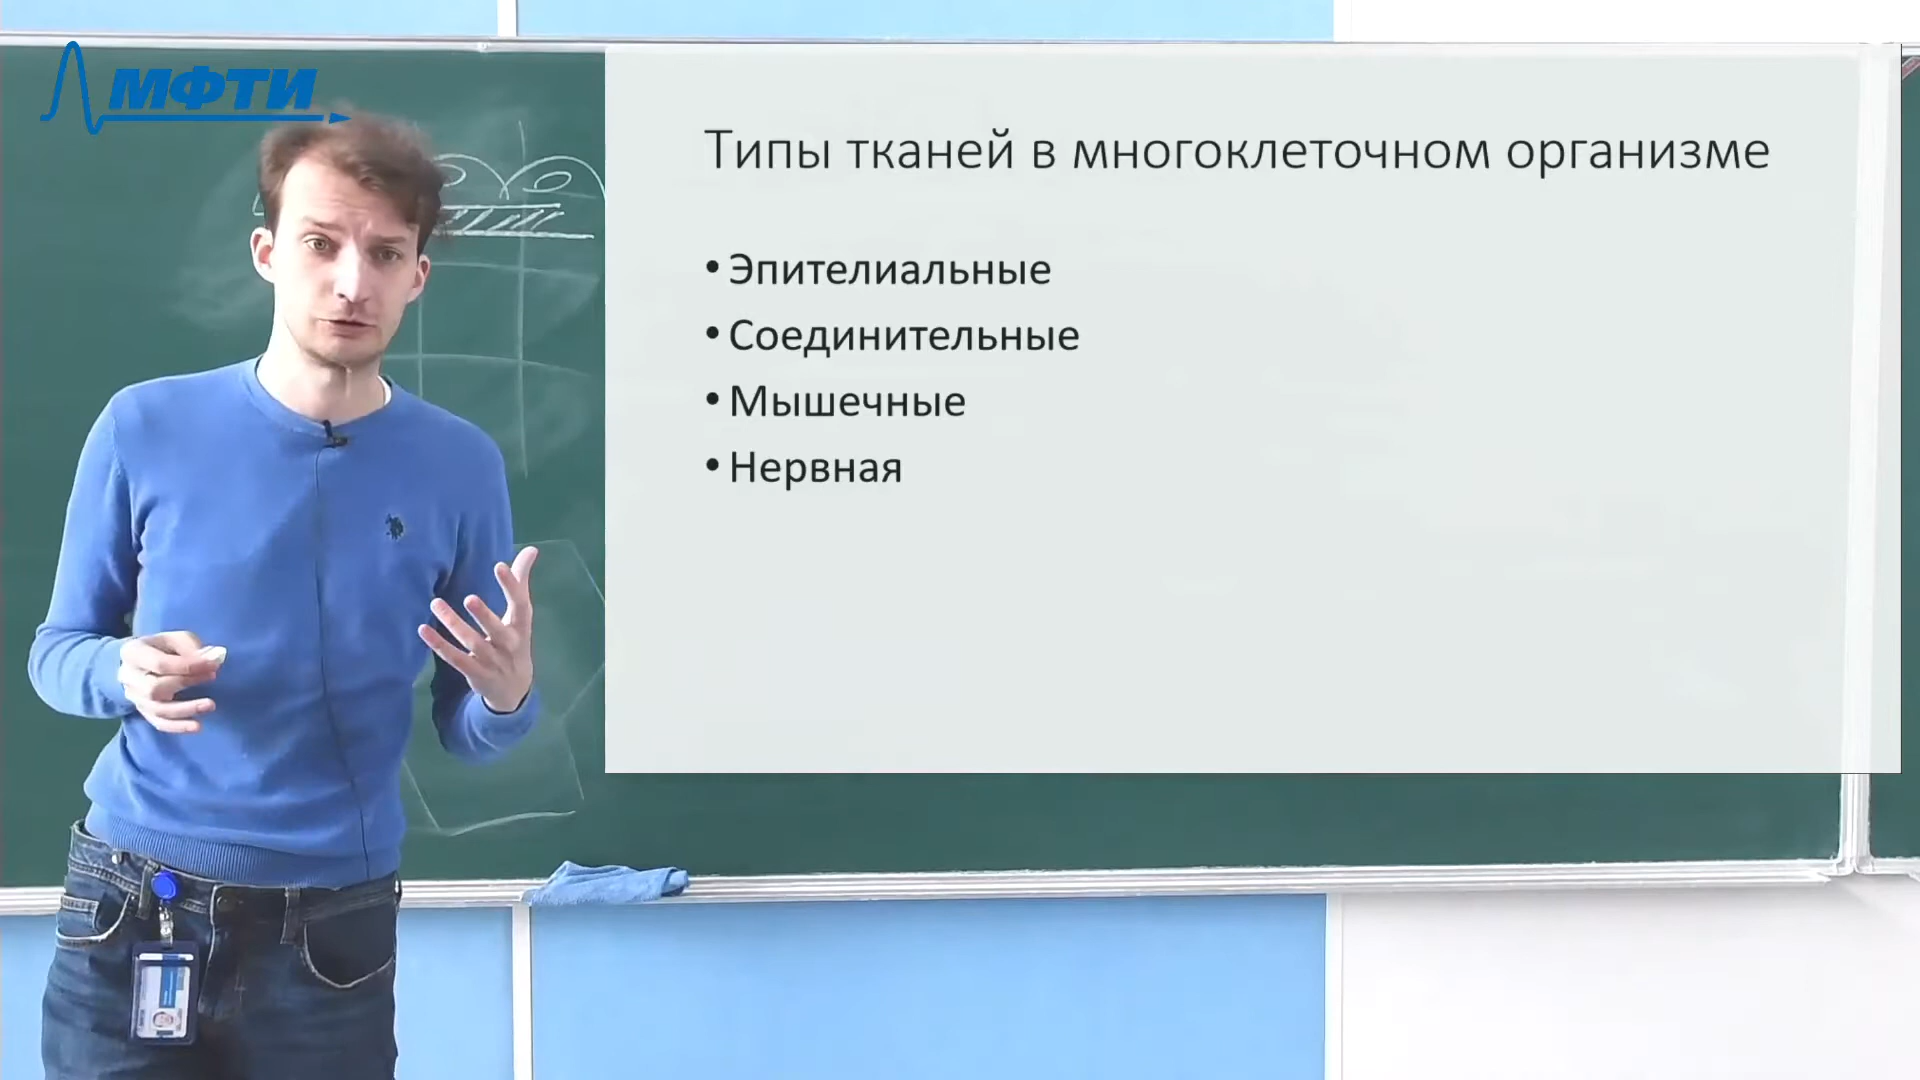 МФТИ
Типы тканей в многоклеточном организме
• Эпителиальные
• Соединительные
• Мышечные
• Нервная